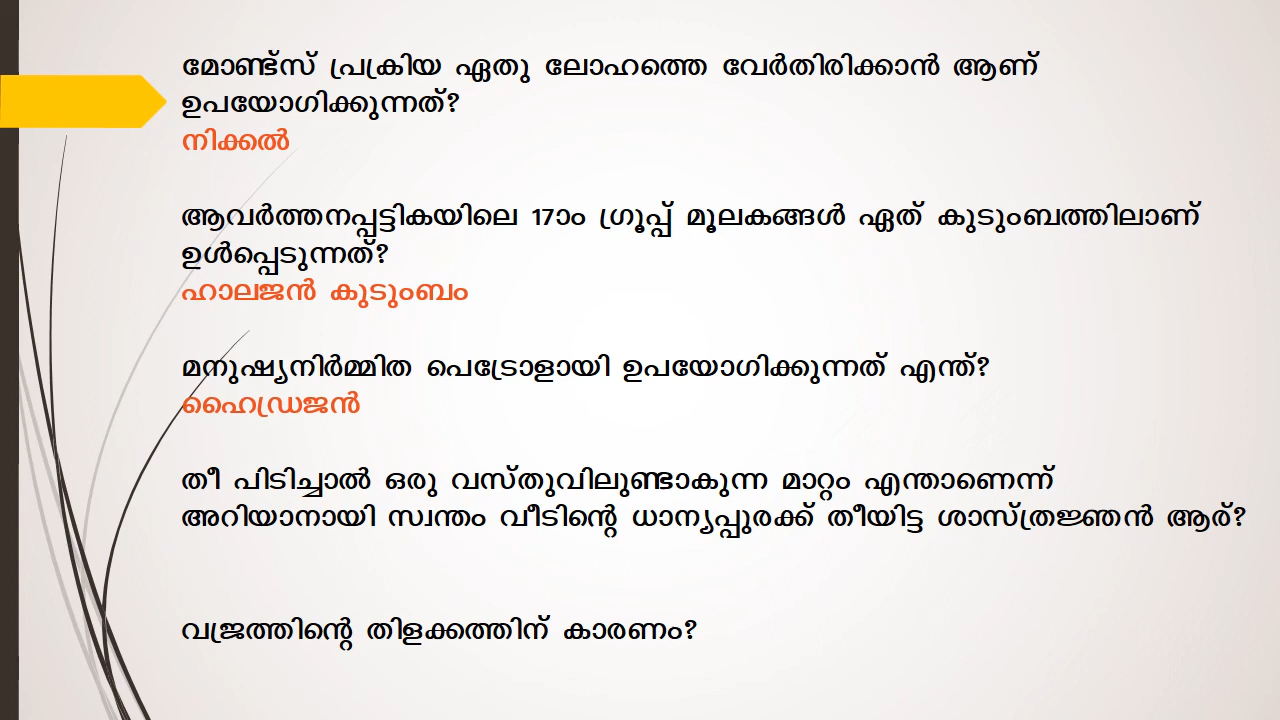 മോണ്ട്സ് പ്രക്രിയ ഏതു ലോഹത്തെ വേർതിരിക്കാൻ ആണ്
ഉപയോഗിക്കുന്നത്?
നിക്കൽ
ആവർത്തനപ്പട്ടികയിലെ 17ാം ഗ്രൂപ്പ് മൂലകങ്ങൾ ഏത് കുടുംബത്തിലാണ്
ഉൾപ്പെടുന്നത്?
ഹാലജൻ കുടുംബം
മനുഷ്യനിർമ്മിത പെട്രോളായി ഉപയോഗിക്കുന്നത് എന്ത്?
ഹൈഡ്രജൻ
തീ പിടിച്ചാൽ ഒരു വസ്തുവിലുണ്ടാകുന്ന മാറ്റം എന്താണെന്ന്
അറിയാനായി സ്വന്തം വീടിന്റെ ധാന്യപ്പുരക്ക് തീയിട്ട ശാസ്ത്രജ്ഞൻ ആര്?
വജ്രത്തിന്റെ തിളക്കത്തിന് കാരണം?